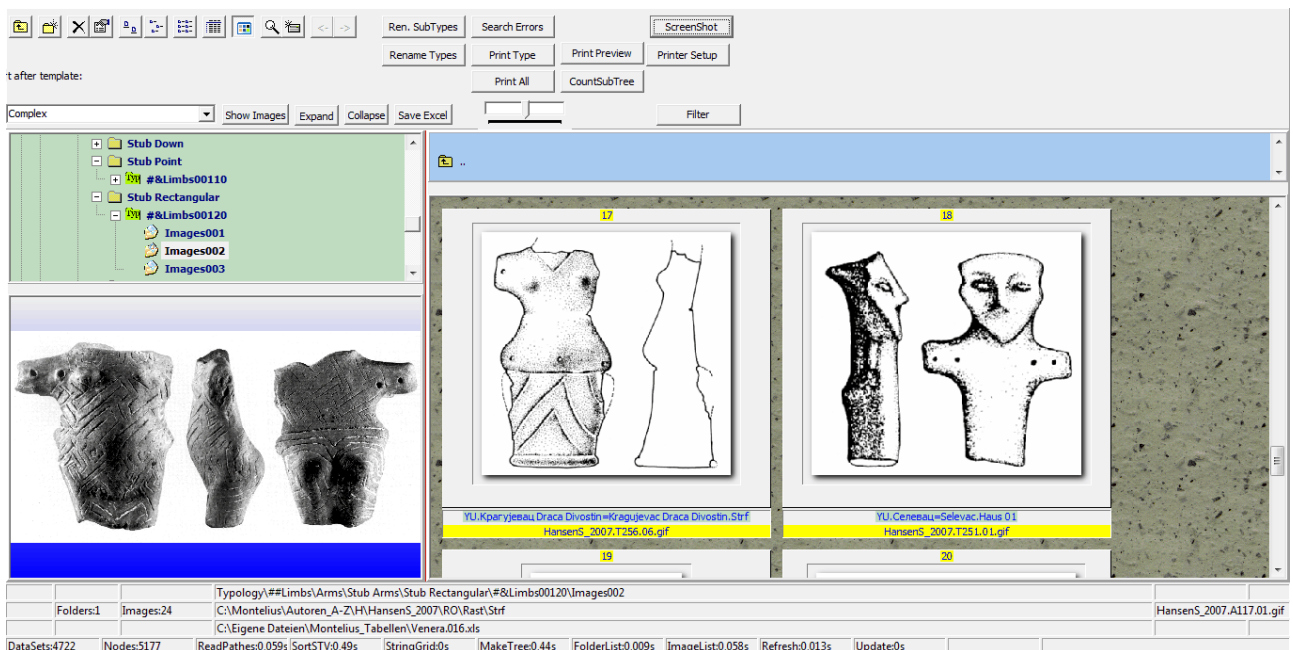 Ren. SubTypes
Search Errors
ScreenShot
Rename Types
Print Type
Print Preview
Printer Setup
rt after template:
Print All
CountSubTree
Complex
Show Images
Expand
Collapse
Save Excel
Filter
Stub Down
Stub Point
Typ #&Limbs00110
Stub Rectangular
Typ #&Limbs00120
Images001
Images002
Images003
..
17
18
YU.Крагујевац Draca Divostin=Kragujevac Draca Divostin.Strf
HansenS_2007.T256.06.gif
YU.Селевац=Selevac.Haus 01
HansenS_2007.T251.01.gif
19
20
Typology\##Limbs\Arms\Stub Arms\Stub Rectangular\#&Limbs00120\Images002
Folders:1
Images:24
C:\Montelius\Autoren_A-Z\H\HansenS_2007\RO\Rast\Strf
HansenS_2007.A117.01.gif
C:\Eigene Dateien\Montelius_Tabellen\Venera.016.xls
DataSets:4722
Nodes:5177
ReadPathes:0.059s
SortSTV:0.49s
StringGrid:0s
MakeTree:0.44s
FolderList:0.009s
ImageList:0.058s
Refresh:0.013s
Update:0s